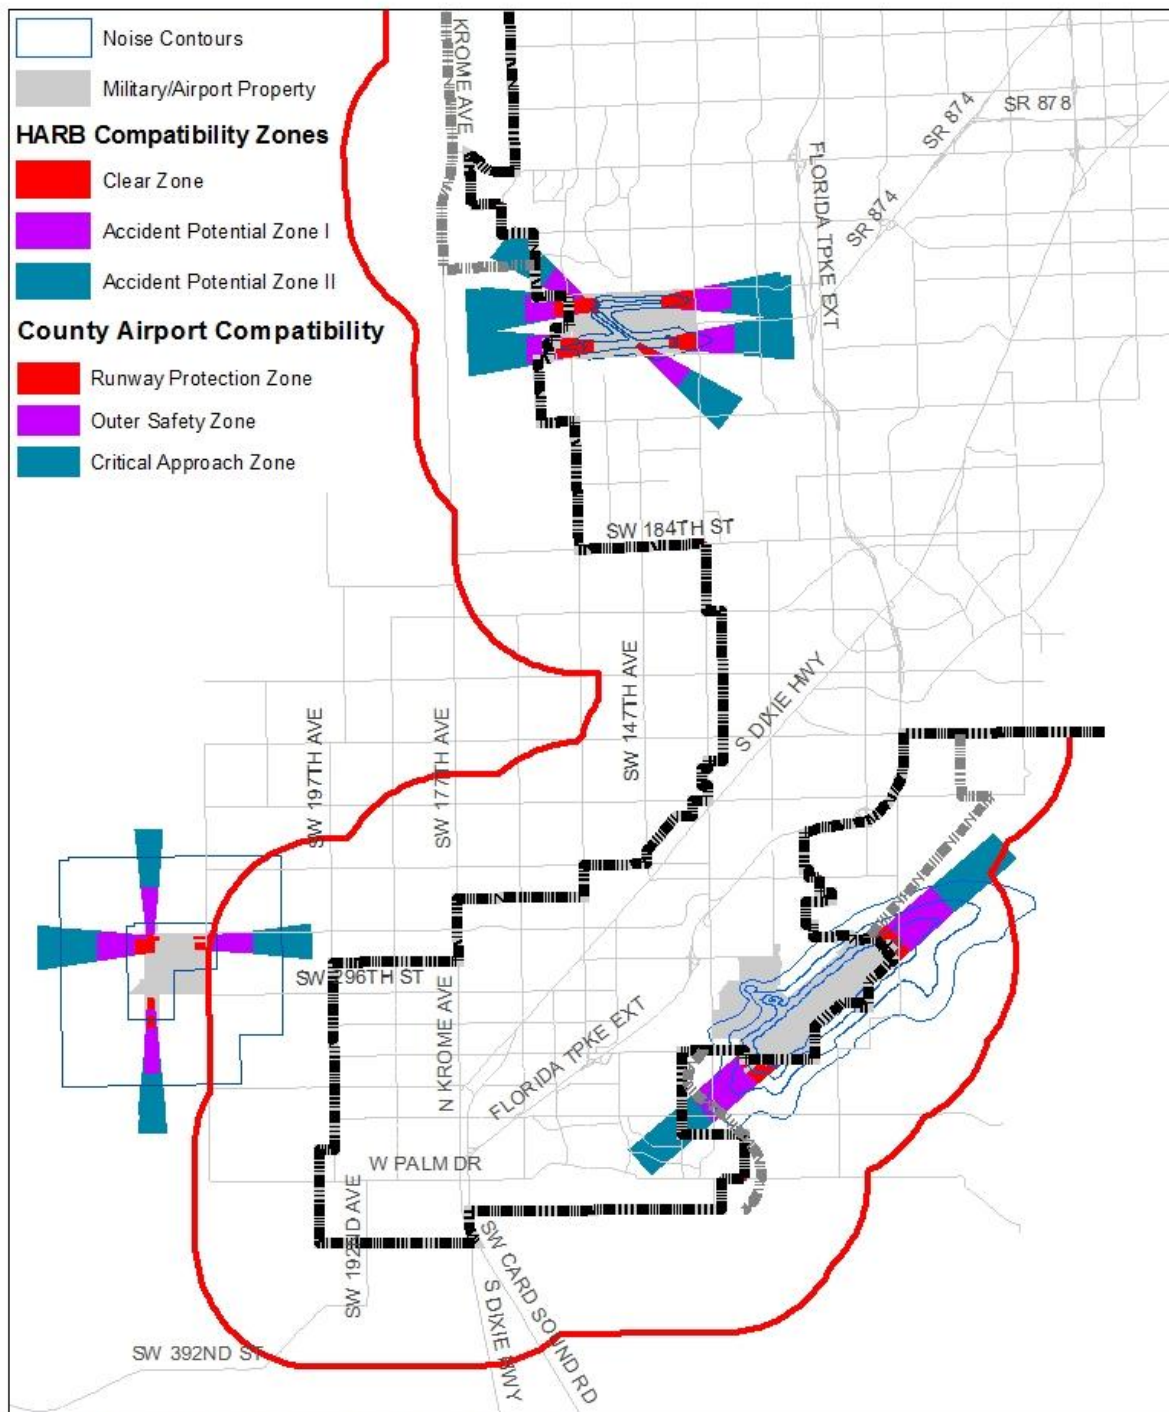 Noise Contours
Military/Airport Property
HARB Compatibility Zones
Clear Zone
Accident Potential Zone I
Accident Potential Zone II
County Airport Compatibility
Runway Protection Zone
Outer Safety Zone
Critical Approach Zone
KROME AVE
SR 874
SR 878
FLORIDA TPKE EXT
SR 874
SW 184TH ST
SW 147TH AVE
S DIXIE HWY
SW 197TH AVE
SW 177TH AVE
SW 296TH ST
N KROME AVE
FLORIDA TPKE EXT
W PALM DR
SW 192ND AVE
SW CARD SOUND RD
S DIXIE HWY
SW 392ND ST